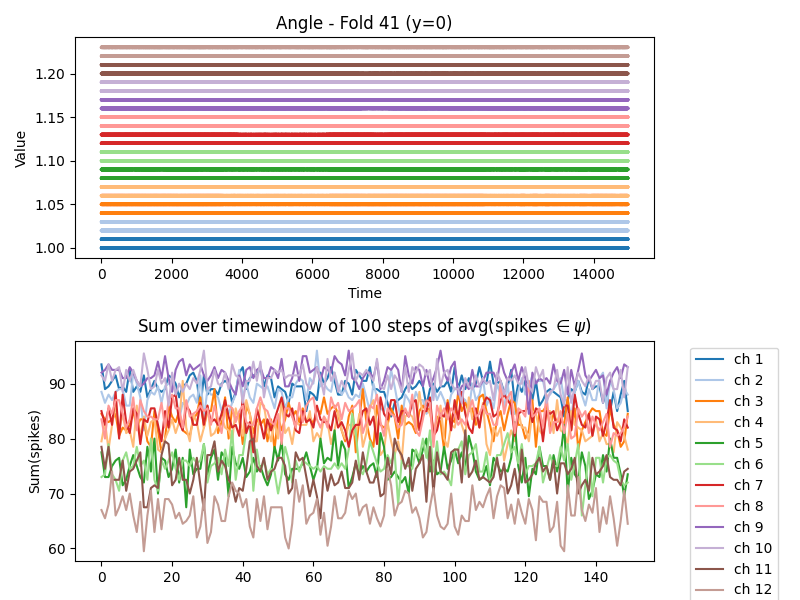 Angle - Fold 41 (y=0)
1.20
1.15
1.10
1.05
1.00
Value
0 2000 4000 6000 8000 10000 12000 14000
Time
Sum over timewindow of 100 steps of avg(spikes ∈ ψ)
90
80
70
60
Sum(spikes)
0 20 40 60 80 100 120 140
ch 1
ch 2
ch 3
ch 4
ch 5
ch 6
ch 7
ch 8
ch 9
ch 10
ch 11
ch 12